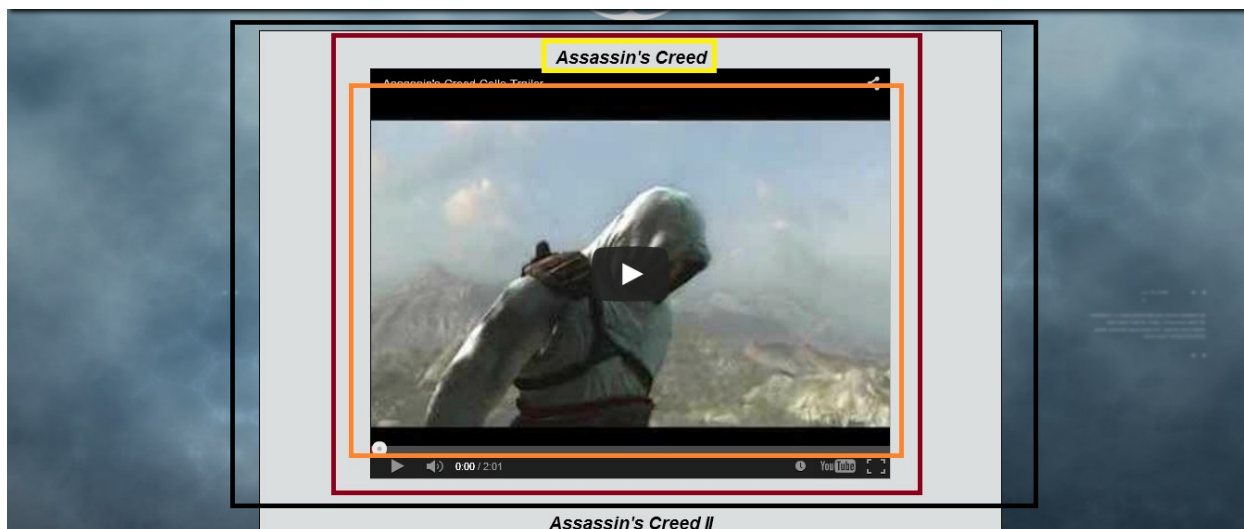 Assassin's Creed
Assassin's Creed Cello Trailer
0:00 / 2:01
YouTube
Assassin's Creed II